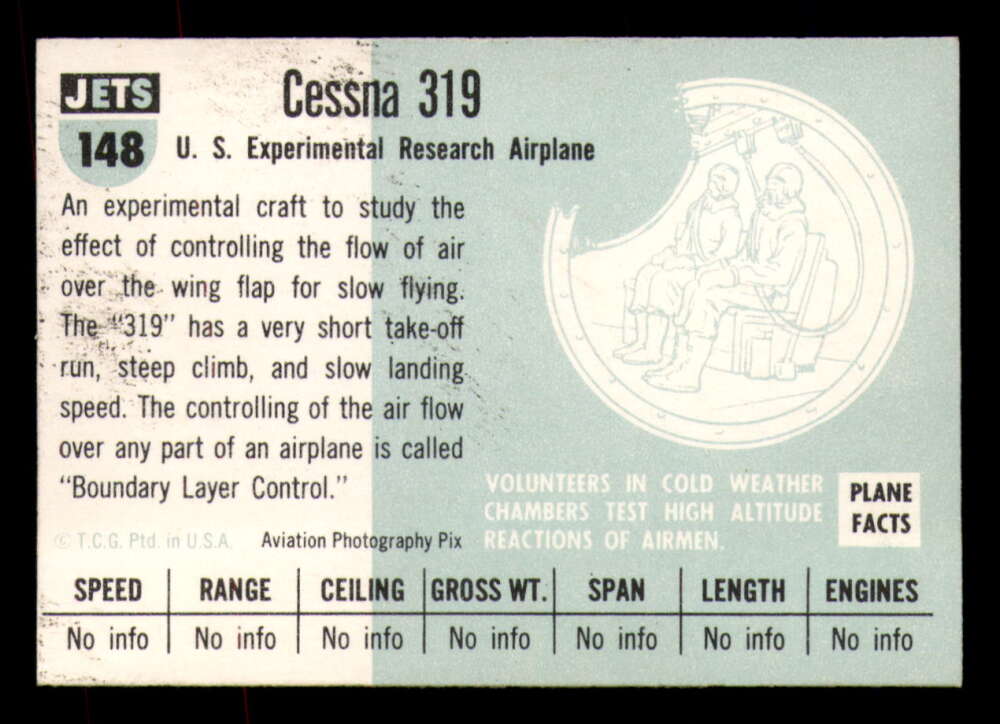 JETS
148
Cessna 319
U. S. Experimental Research Airplane
An experimental craft to study the
effect of controlling the flow of air
over the wing flap for slow flying.
The "319" has a very short take-off
run, steep climb, and slow landing
speed. The controlling of the air flow
over any part of an airplane is called
"Boundary Layer Control."
© T.C.G. Ptd. in U.S.A. Aviation Photography Pix
VOLUNTEERS IN COLD WEATHER
CHAMBERS TEST HIGH ALTITUDE
REACTIONS OF AIRMEN.
PLANE
FACTS
SPEED RANGE CEILING GROSS WT. SPAN LENGTH ENGINES
No info No info No info No info No info No info No info